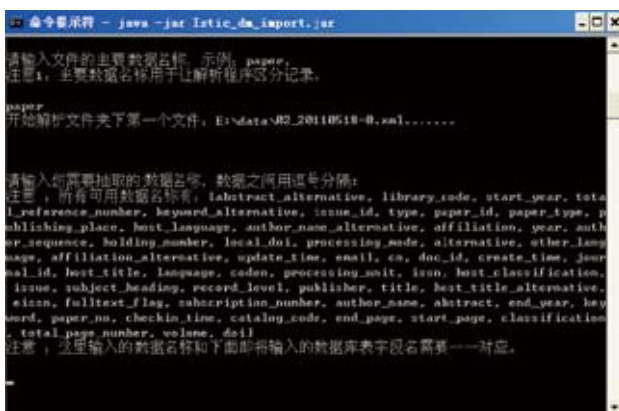 命令提示符 - java -jar Istic_dm_import.jar
请输入文件的主要数据名称，示例：paper。
注意1：主要数据名称用于让解析程序区分记录。
paper
开始解析文件夹下第一个文件：E:\data\02_20110518-0.xml.......
请输入您需要抽取的数据名称，数据之间用逗号分隔：
注意 ，所有可用数据名称有：[abstract_alternative, library_code, start_year, tota
l_reference_number, keyword_alternative, issue_id, type, paper_id, paper_type, p
ublishing_place, host_language, author_name_alternative, affiliation, year, auth
or_sequence, holding_number, local_doi, processing_mode, alternative, other_lang
uage, affiliation_alternative, update_time, email, cn, doc_id, create_time, jour
nal_id, host_title, language, coden, processing_unit, issn, host_classification,
 issue, subject_heading, record_level, publisher, title, host_title_alternative,
 eissn, fulltext_flag, subscription_number, author_name, abstract, end_year, key
word, paper_no, checkin_time, catalog_code, end_page, start_page, classification
, total_page_number, volume, doi]
注意 ，这里输入的数据名称和下面即将输入的数据库表字段名需要一一对应。